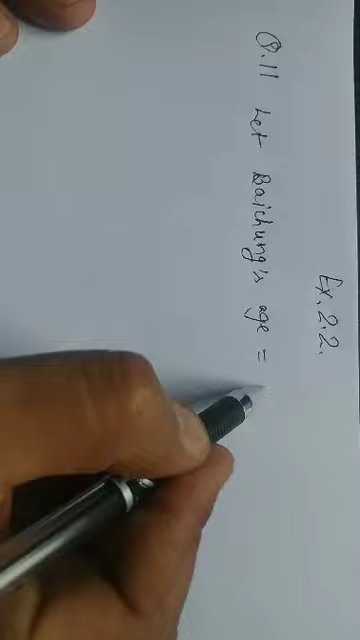 Ex. 2.2.
Q.11 Let Baichung's age =